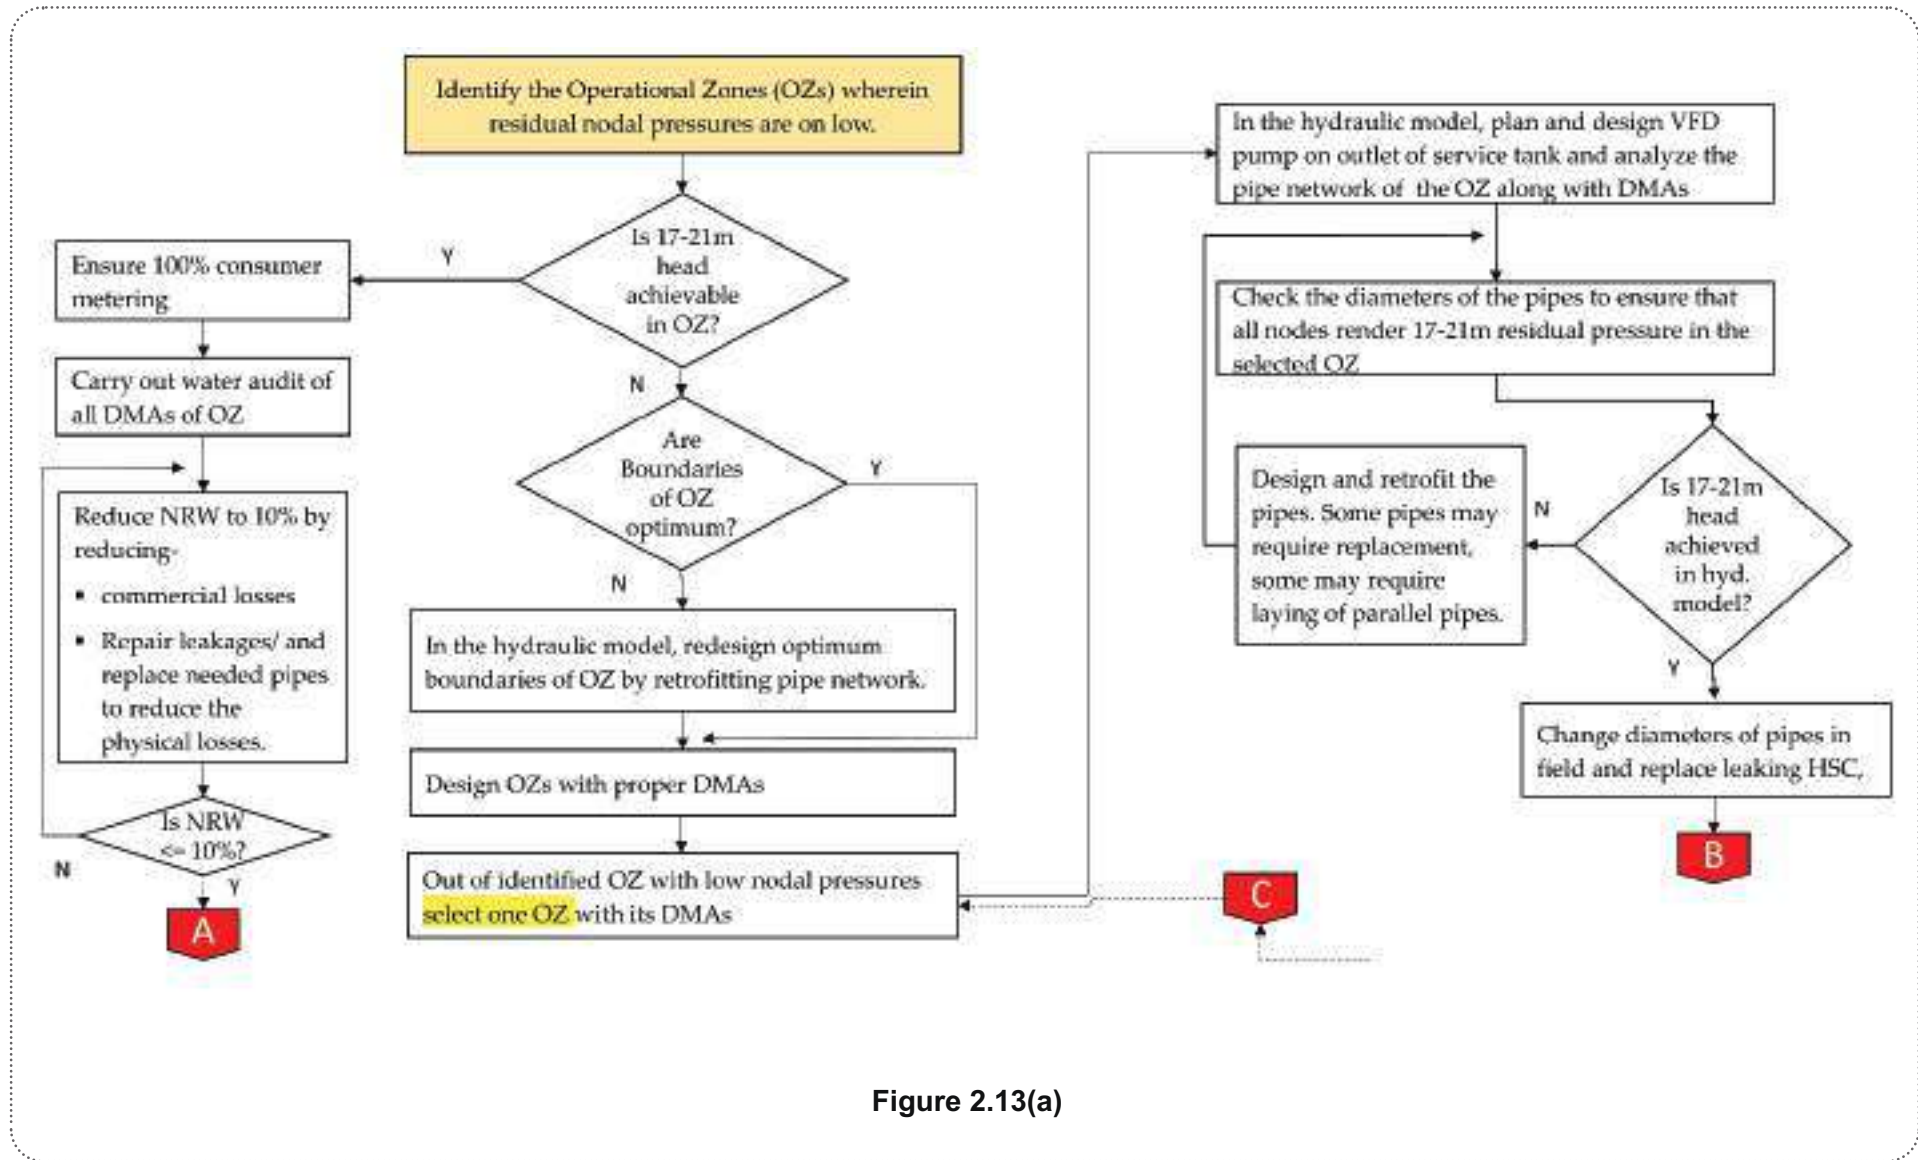 Identify the Operational Zones (OZs) wherein
residual nodal pressures are on low.
Is 17-21m
head
achievable
in OZ?
Y
Ensure 100% consumer
metering
Carry out water audit of
all DMAs of OZ
Reduce NRW to 10% by
reducing-
▪ commercial losses
▪ Repair leakages/ and
replace needed pipes
to reduce the
physical losses.
Is NRW
<= 10%?
N
Y
A
N
Are
Boundaries
of OZ
optimum?
Y
N
In the hydraulic model, redesign optimum
boundaries of OZ by retrofitting pipe network.
Design OZs with proper DMAs
Out of identified OZ with low nodal pressures
select one OZ with its DMAs
C
In the hydraulic model, plan and design VFD
pump on outlet of service tank and analyze the
pipe network of the OZ along with DMAs
Check the diameters of the pipes to ensure that
all nodes render 17-21m residual pressure in the
selected OZ
Is 17-21m
head
achieved
in hyd.
model?
N
Design and retrofit the
pipes. Some pipes may
require replacement,
some may require
laying of parallel pipes.
Y
Change diameters of pipes in
field and replace leaking HSC,
B
Figure 2.13(a)